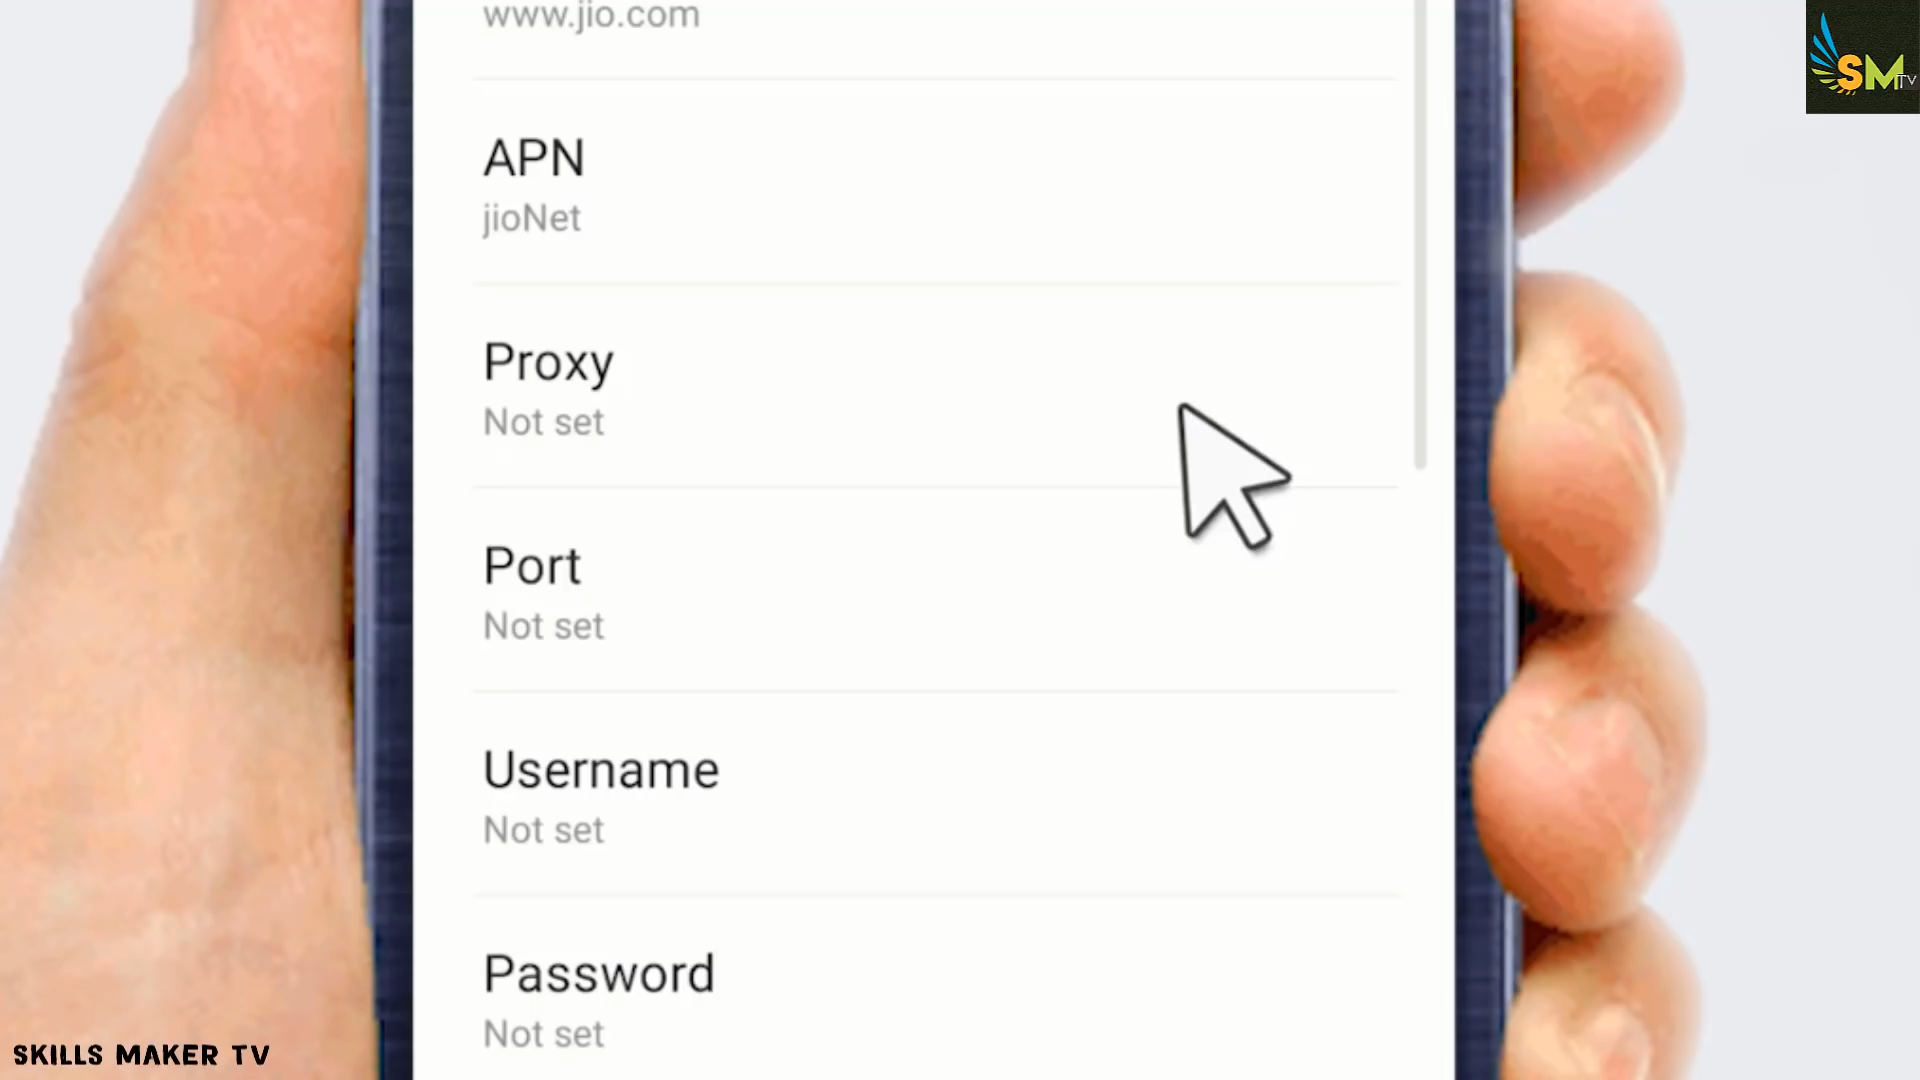 www.jio.com
SM
TV
APN
jioNet
Proxy
Not set
Port
Not set
Username
Not set
Password
Not set
SKILLS MAKER TV